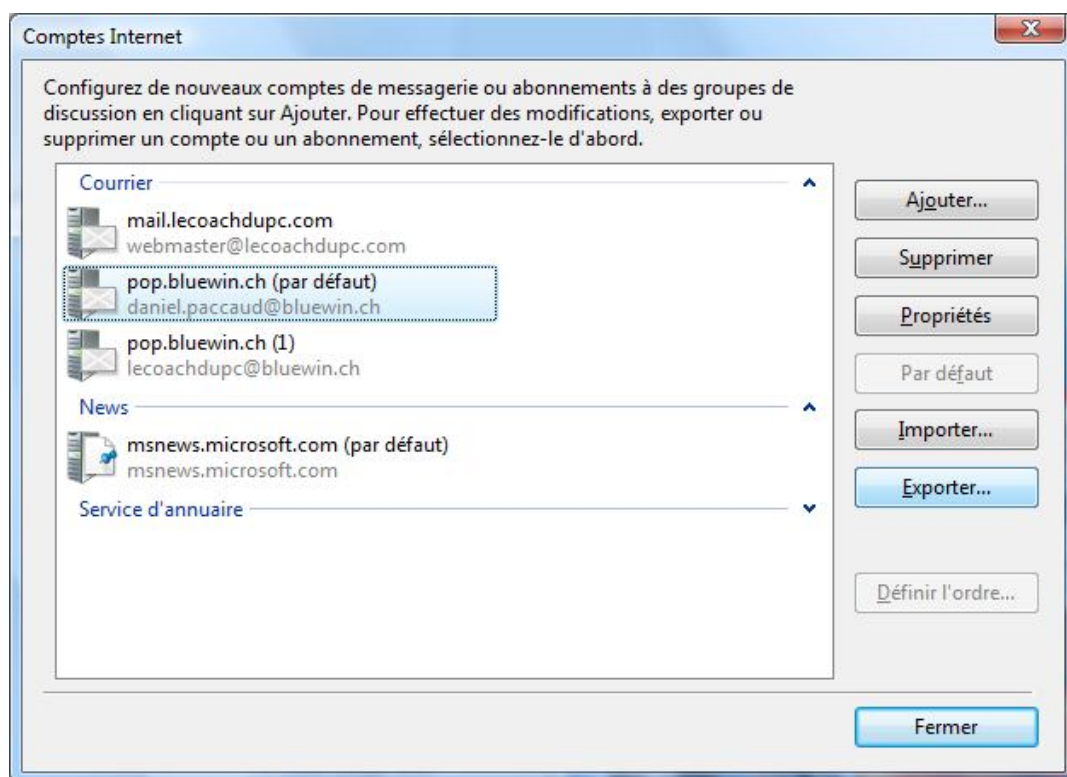 Comptes Internet
Configurez de nouveaux comptes de messagerie ou abonnements à des groupes de
discussion en cliquant sur Ajouter. Pour effectuer des modifications, exporter ou
supprimer un compte ou un abonnement, sélectionnez-le d'abord.
Courrier
mail.lecoachdupc.com
webmaster@lecoachdupc.com
pop.bluewin.ch (par défaut)
daniel.paccaud@bluewin.ch
pop.bluewin.ch (1)
lecoachdupc@bluewin.ch
News
msnews.microsoft.com (par défaut)
msnews.microsoft.com
Service d'annuaire
Ajouter...
Supprimer
Propriétés
Par défaut
Importer...
Exporter...
Définir l'ordre...
Fermer